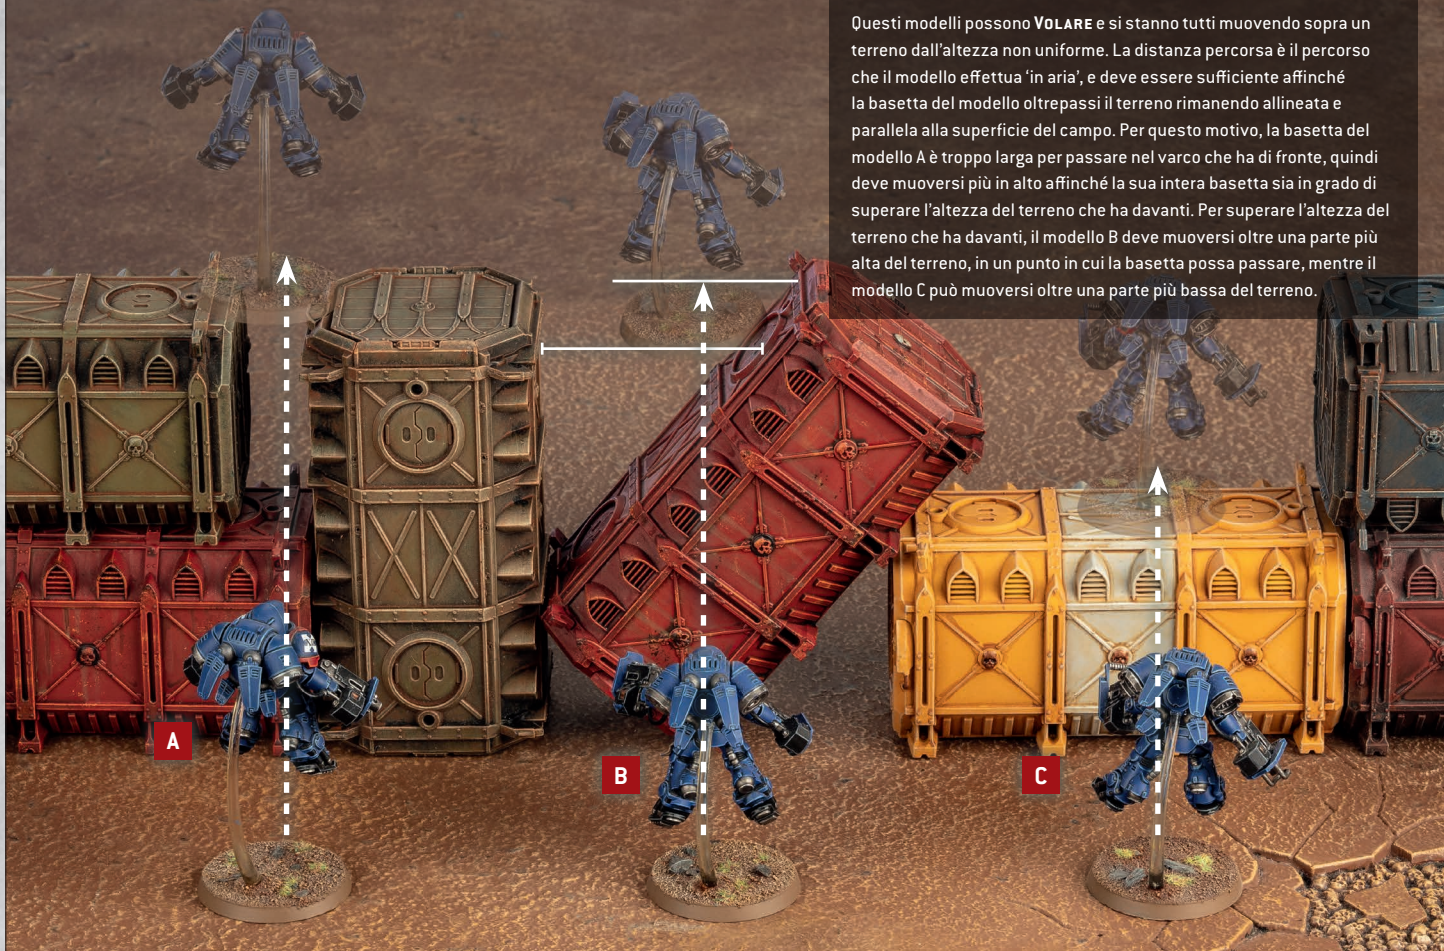 Questi modelli possono VOLARE e si stanno tutti muovendo sopra un
terreno dall’altezza non uniforme. La distanza percorsa è il percorso
che il modello effettua ‘in aria’, e deve essere sufficiente affinché
la basetta del modello oltrepassi il terreno rimanendo allineata e
parallela alla superficie del campo. Per questo motivo, la basetta del
modello A è troppo larga per passare nel varco che ha di fronte, quindi
deve muoversi più in alto affinché la sua intera basetta sia in grado di
superare l’altezza del terreno che ha davanti. Per superare l’altezza del
terreno che ha davanti, il modello B deve muoversi oltre una parte più
alta del terreno, in un punto in cui la basetta possa passare, mentre il
modello C può muoversi oltre una parte più bassa del terreno.
A
B
C